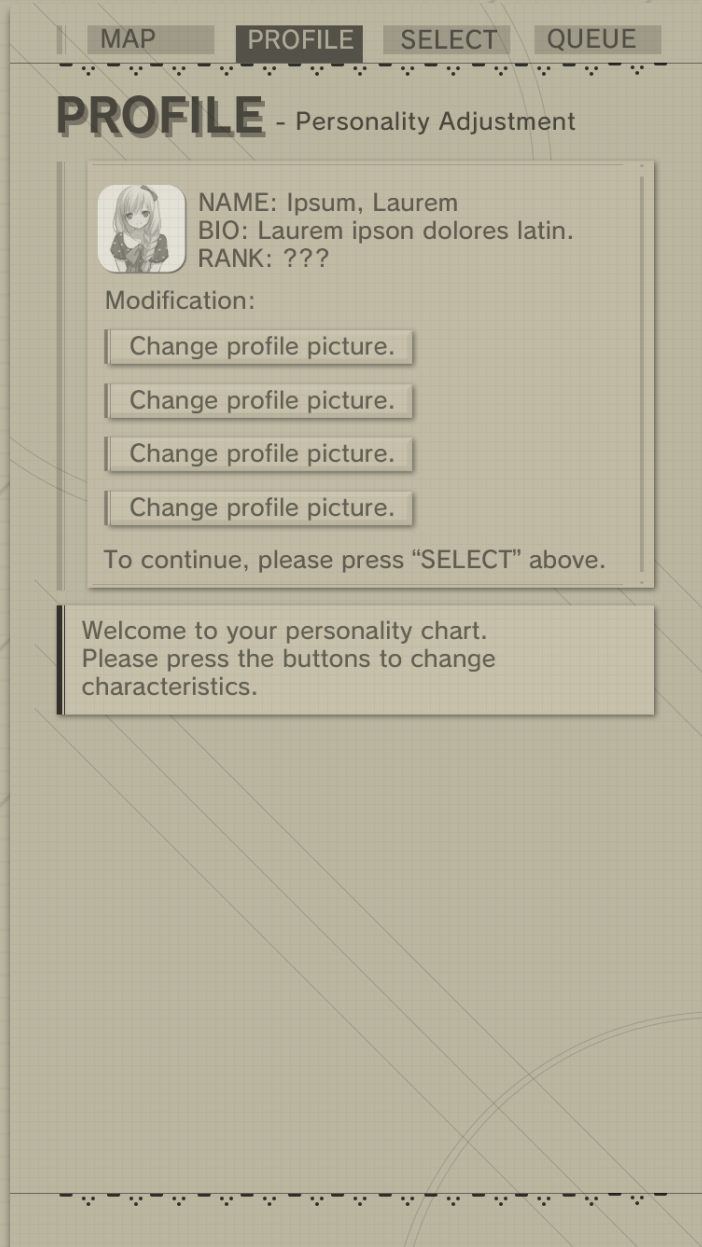 MAP PROFILE SELECT QUEUE
PROFILE - Personality Adjustment
NAME: Ipsum, Laurem
BIO: Laurem ipson dolores latin.
RANK: ???
Modification:
Change profile picture.
Change profile picture.
Change profile picture.
Change profile picture.
To continue, please press “SELECT” above.
Welcome to your personality chart.
Please press the buttons to change
characteristics.